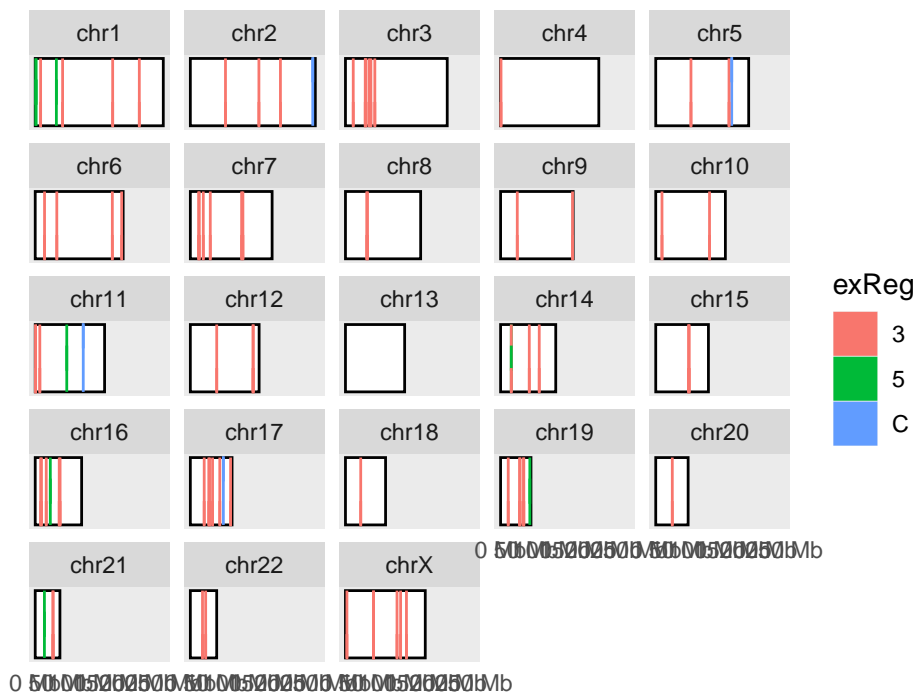 chr1 chr2 chr3 chr4 chr5
chr6 chr7 chr8 chr9 chr10
exReg
3
5
C
chr11 chr12 chr13 chr14 chr15
chr16 chr17 chr18 chr19 chr20
chr21 chr22 chrX